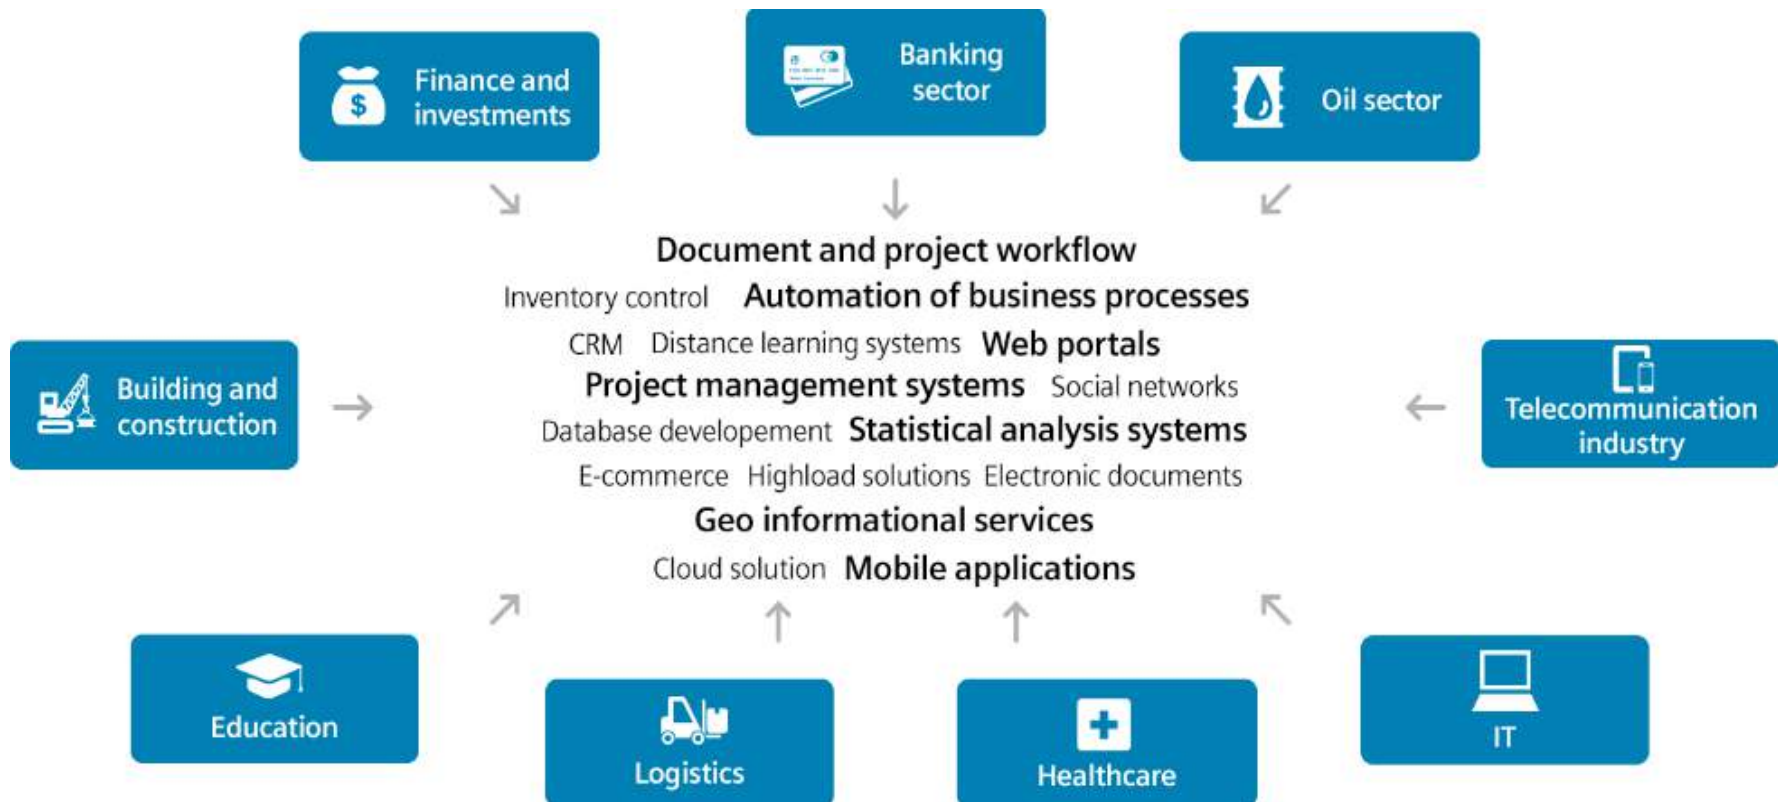 Finance and
investments
$
Banking
sector
Oil sector
Document and project workflow
Inventory control Automation of business processes
CRM Distance learning systems Web portals
Project management systems Social networks
Database developement Statistical analysis systems
E-commerce Highload solutions Electronic documents
Geo informational services
Cloud solution Mobile applications
Building and
construction
Telecommunication
industry
Education
Logistics
Healthcare
IT